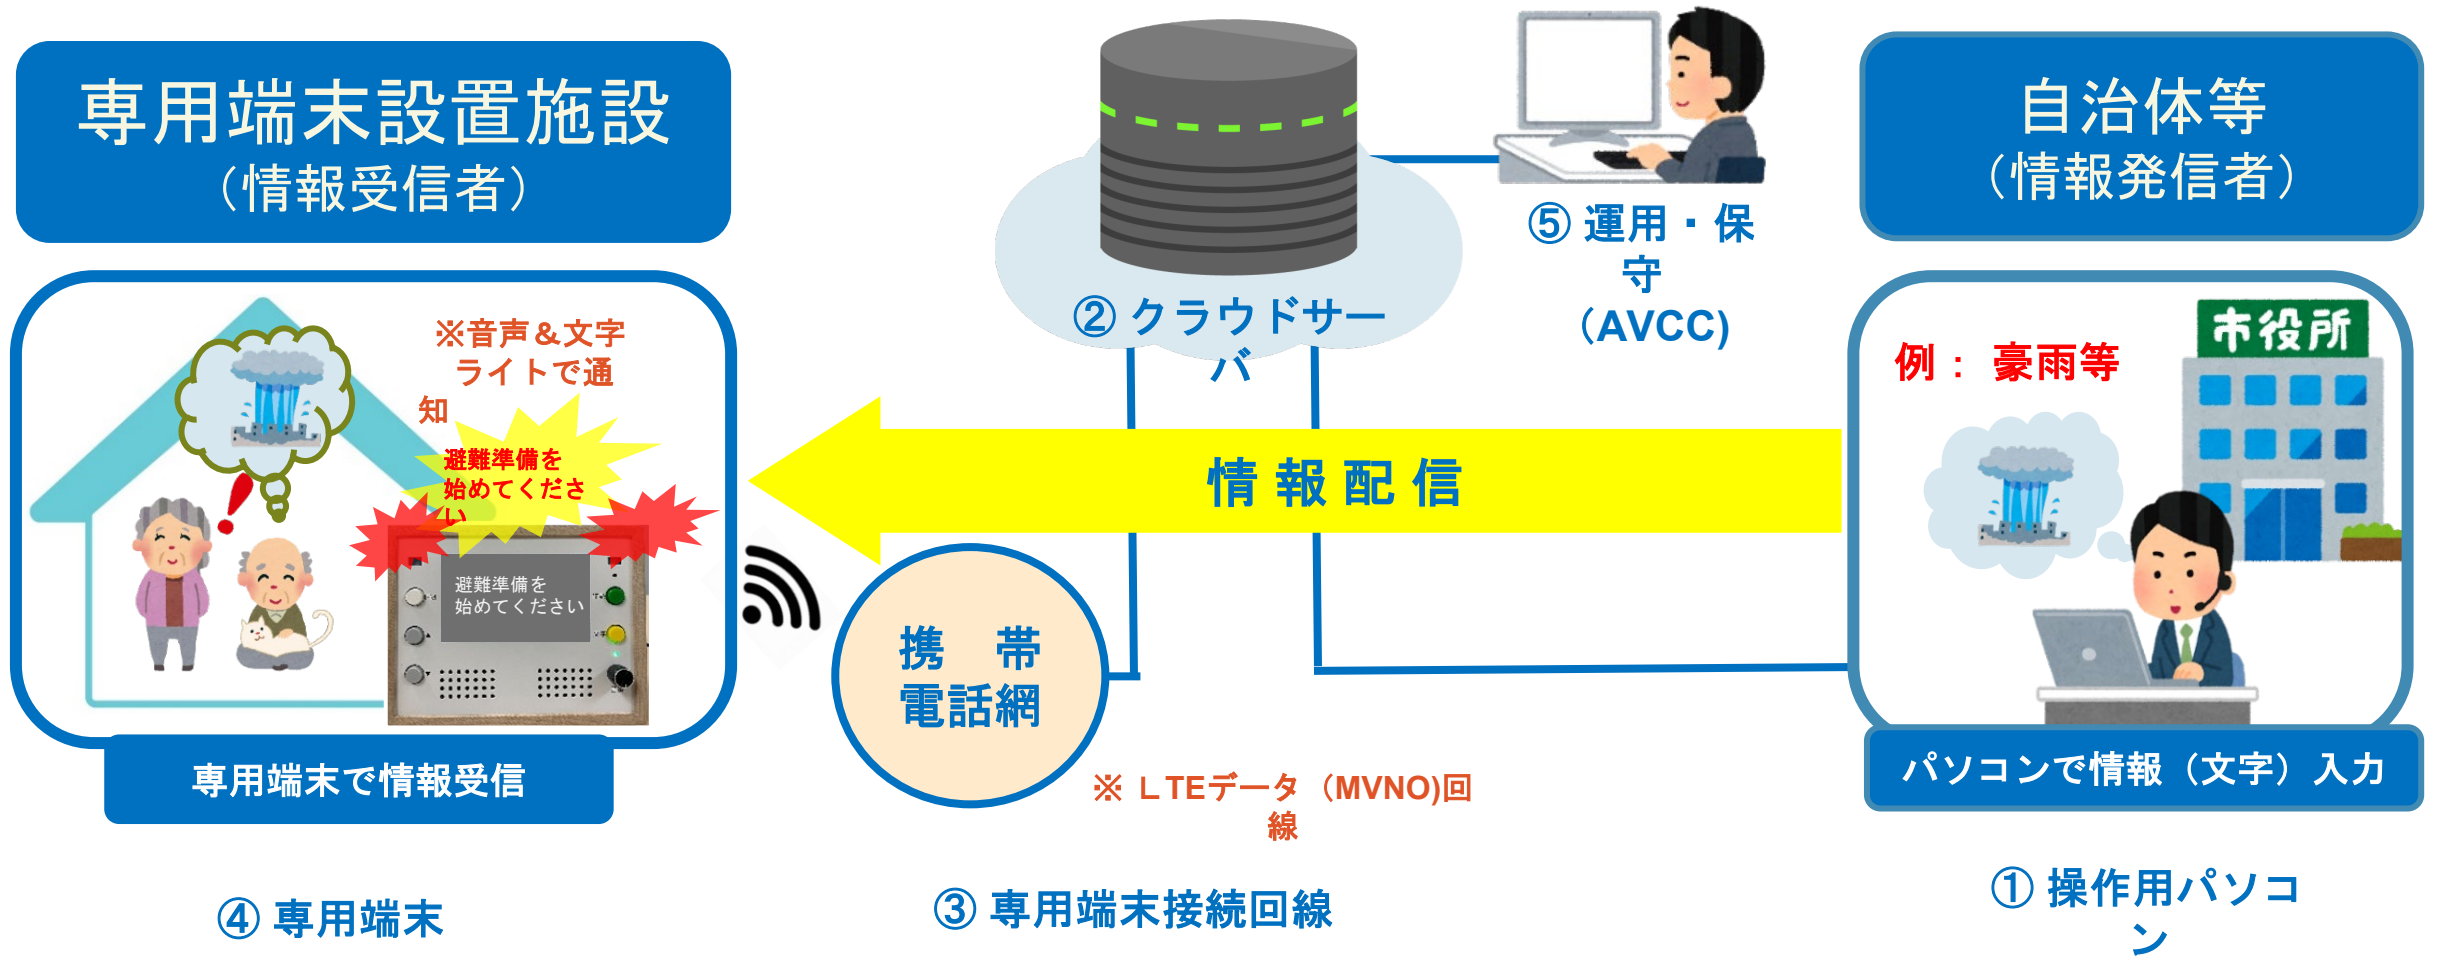 専用端末設置施設
（情報受信者）
※音声＆文字
ライトで通
知
避難準備を
始めてくださ
い
避難準備を
始めてください
専用端末で情報受信
④ 専用端末
② クラウドサー
バ
⑤ 運用・保
守
（AVCC)
情 報 配 信
携　帯
電話網
※ ＬTEデータ（MVNO)回
線
③ 専用端末接続回線
自治体等
（情報発信者）
例： 豪雨等
市役所
パソコンで情報（文字）入力
① 操作用パソコ
ン